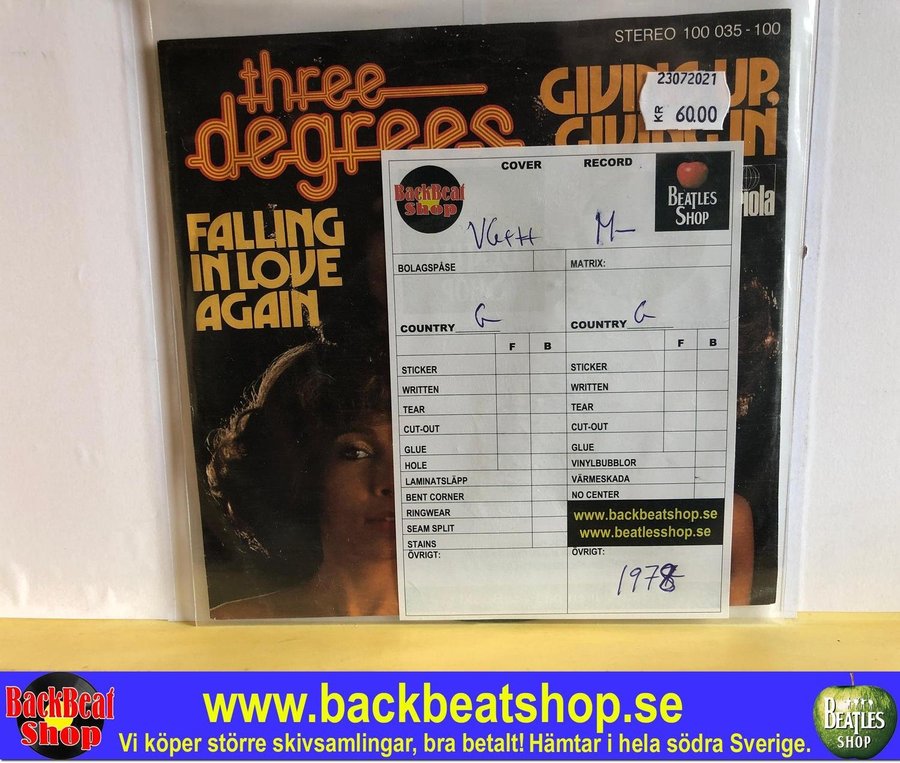 STEREO 100 035 - 100
three
degrees
GIVING UP,
GIVING IN
23072021
KR 60.00
FALLING
IN LOVE
AGAIN
COVER RECORD
BackBeat
Shop
BEATLES
SHOP
iola
VG+++ M-
BOLAGSPÅSE MATRIX:
COUNTRY G COUNTRY G
F B F B
STICKER STICKER
WRITTEN WRITTEN
TEAR TEAR
CUT-OUT CUT-OUT
GLUE GLUE
HOLE VINYLBUBBLOR
LAMINATSLÄPP VÄRMESKADA
BENT CORNER NO CENTER
RINGWEAR www.backbeatshop.se
SEAM SPLIT www.beatlesshop.se
STAINS
ÖVRIGT: ÖVRIGT:
1978
BackBeat
Shop
www.backbeatshop.se
Vi köper större skivsamlingar, bra betalt! Hämtar i hela södra Sverige.
BEATLES
SHOP